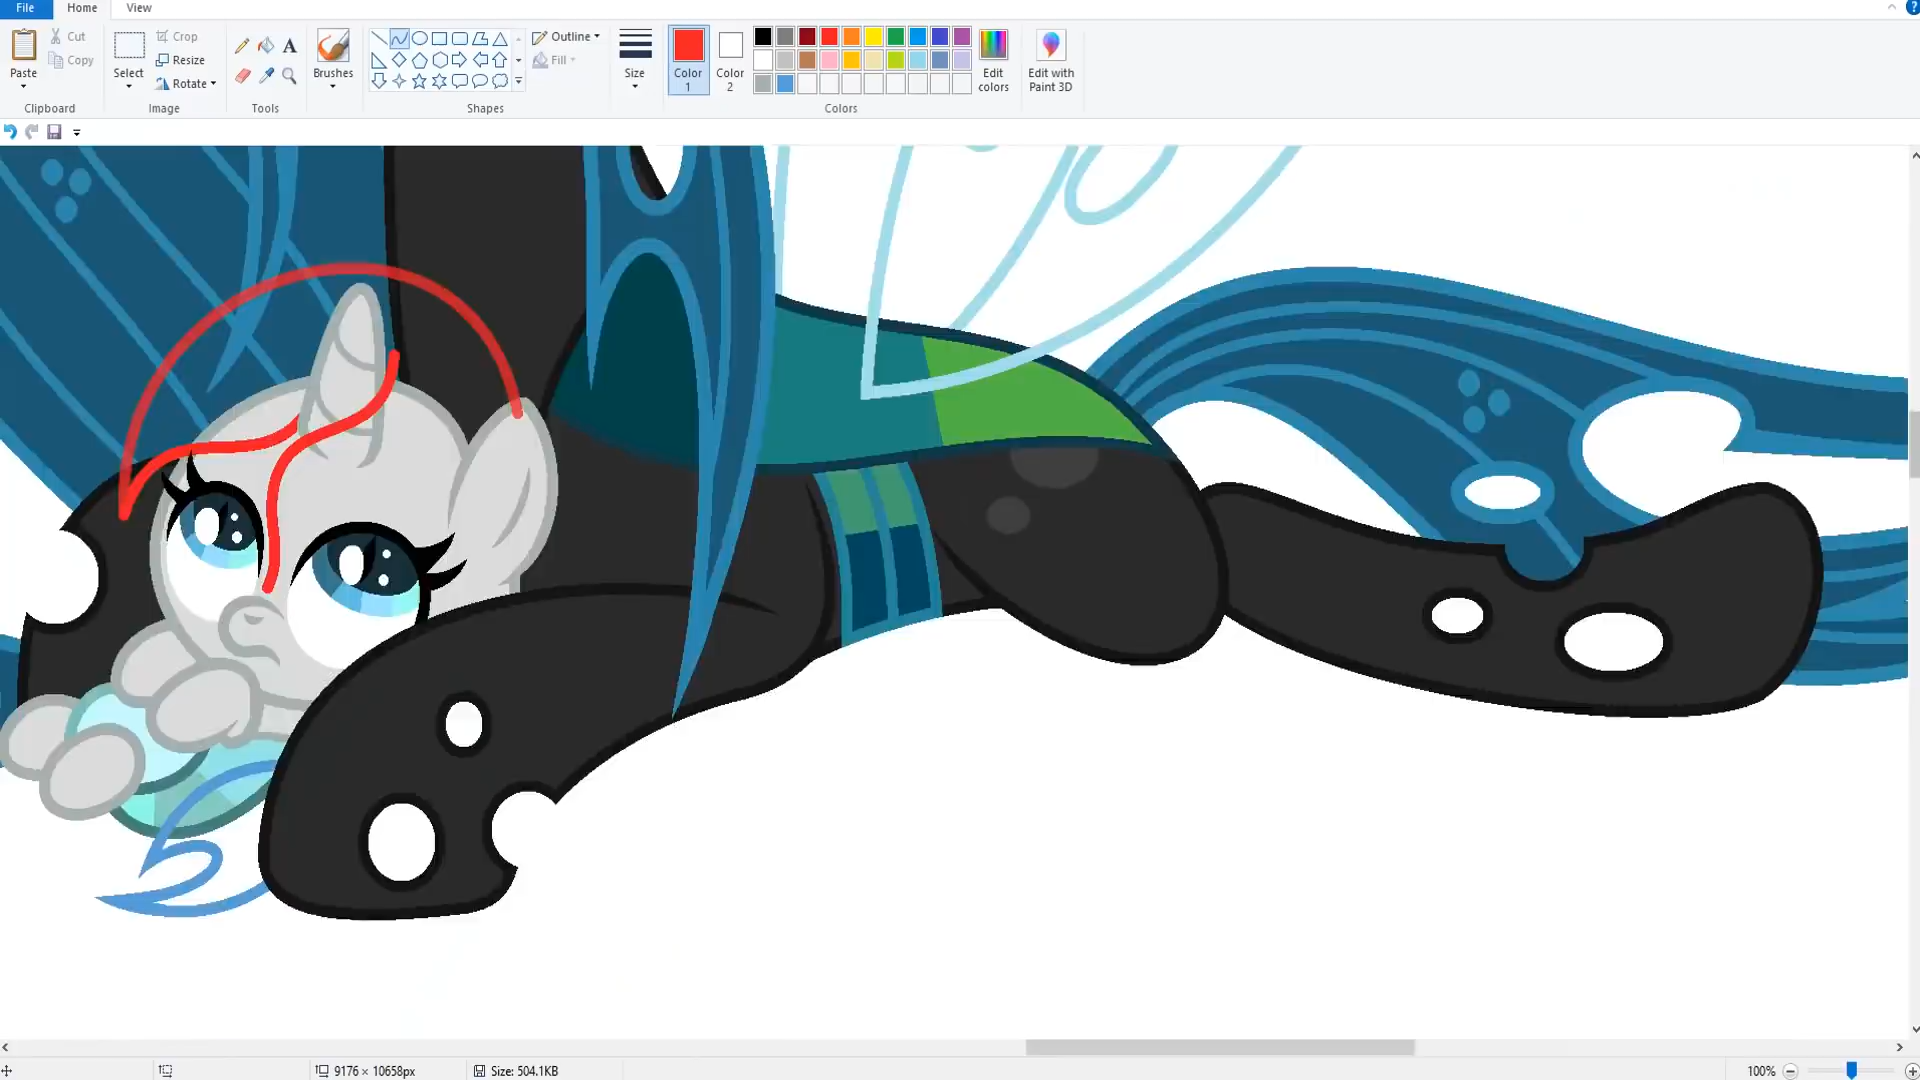 File Home View
Paste
Cut
Copy
Clipboard
Select
Crop
Resize
Rotate
Image
A
Tools
Brushes
Outline
Fill
Shapes
Size
Color 1
Color 2
Edit colors
Colors
Edit with Paint 3D
9176 × 10658px
Size: 504.1KB
100%